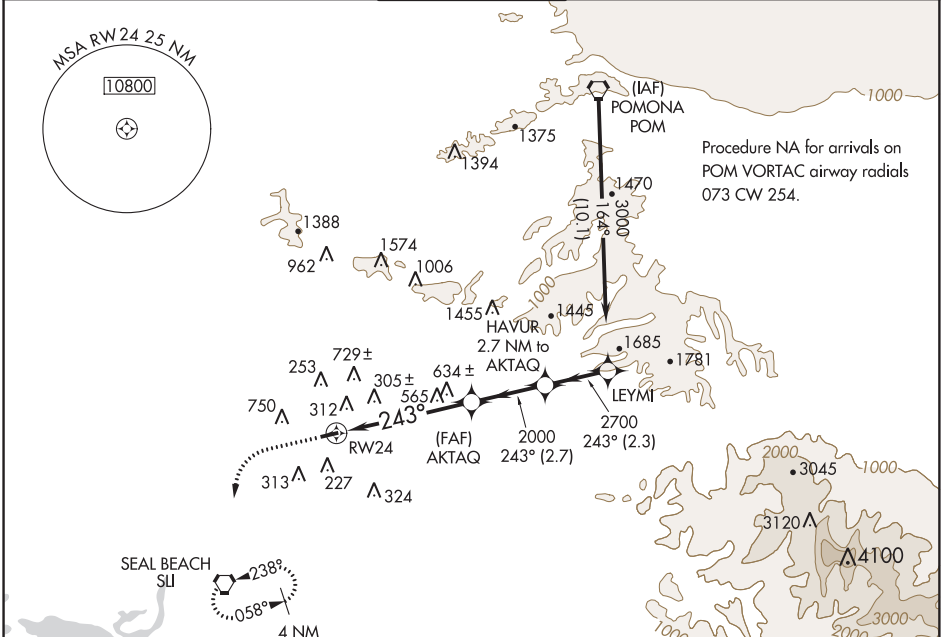 MSA RW24 25 NM
10800
(IAF)
POMONA
POM
1000
1375
1394
Procedure NA for arrivals on
POM VORTAC airway radials
073 CW 254.
1470
3000
164°
(10.1)
1388
962
1574
1006
1455
1000
1445
HAVUR
2.7 NM to
AKTAQ
1685
1781
729±
253
305±
634±
565
312
750
243°
LEYMI
RW24
(FAF)
AKTAQ
2000
243° (2.7)
2700
243° (2.3)
313
227
324
2000
1000
3045
3120
4100
SEAL BEACH
SLI
238°
058°
4 NM
3000
1000
2000